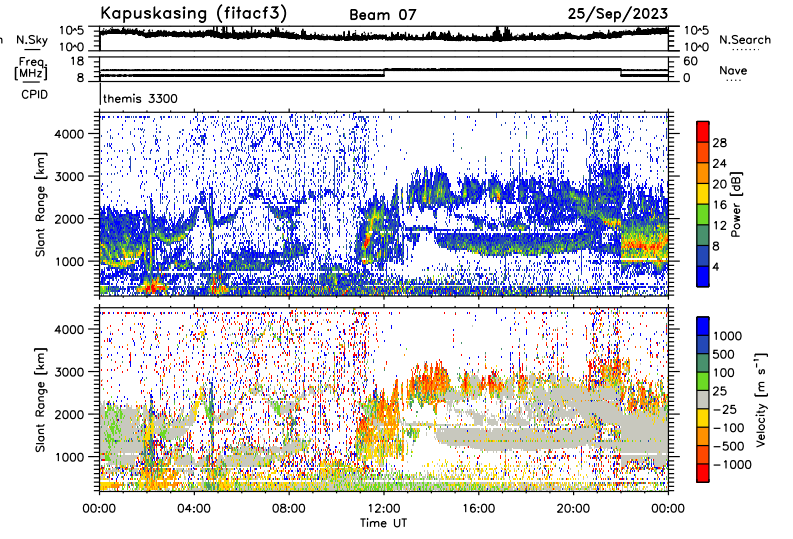 Kapuskasing (fitacf3) Beam 07 25/Sep/2023
N.Sky 10^5 10^5 N.Search
10^0 10^0
Freq. 18 60 Nave
[MHz] 8 0
CPID themis 3300
4000
3000
2000
1000
Slant Range [km]
28
24
20
16
12
8
4
Power [dB]
4000
3000
2000
1000
Slant Range [km]
1000
500
100
25
-25
-100
-500
-1000
Velocity [m s⁻¹]
00:00 04:00 08:00 12:00 16:00 20:00 00:00
Time UT